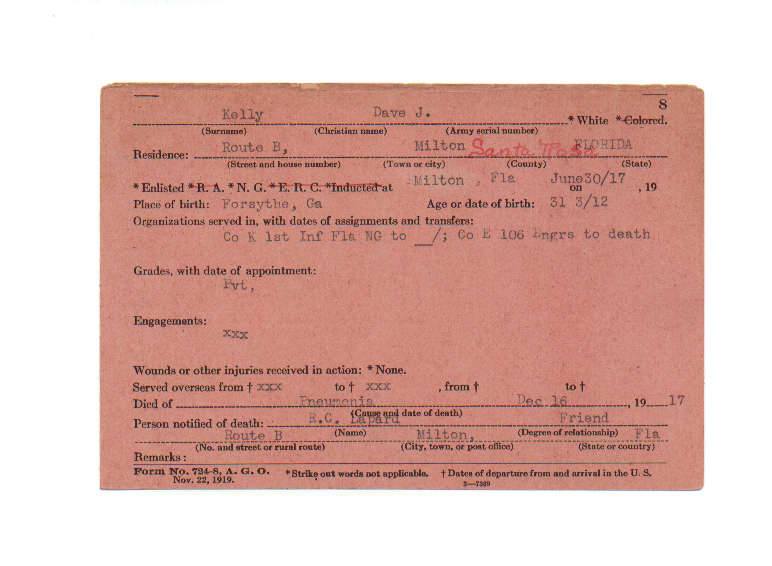 8
Kelly Dave J. * White * Colored.
(Surname) (Christian name) (Army serial number)
Residence: Route B, Milton Santa Rosa FLORIDA
(Street and house number) (Town or city) (County) (State)
* Enlisted * R. A. * N. G. * E. R. C. * Inducted at Milton , Fla on June30/17 , 19
Place of birth: Forsythe, Ga Age or date of birth: 31 3/12
Organizations served in, with dates of assignments and transfers:
Co K 1st Inf Fla NG to __/; Co E 106 Engrs to death
Grades, with date of appointment:
Pvt,
Engagements:
xxx
Wounds or other injuries received in action: * None.
Served overseas from † xxx to † xxx , from † to †
Died of Pneumonia Dec 16 , 19 17
(Cause and date of death)
Person notified of death: R.C. Friend
(Name) (Degree of relationship)
Route B Milton, Fla
(No. and street or rural route) (City, town, or post office) (State or country)
Remarks:
Form No. 724-8, A. G. O. * Strike out words not applicable. † Dates of departure from and arrival in the U. S.
Nov. 22, 1919. 3—7369